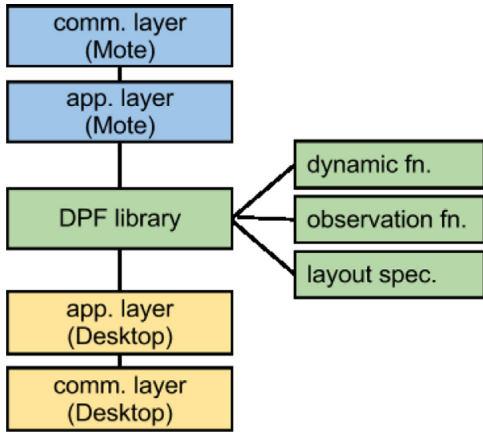 comm. layer
(Mote)
app. layer
(Mote)
DPF library
dynamic fn.
observation fn.
layout spec.
app. layer
(Desktop)
comm. layer
(Desktop)